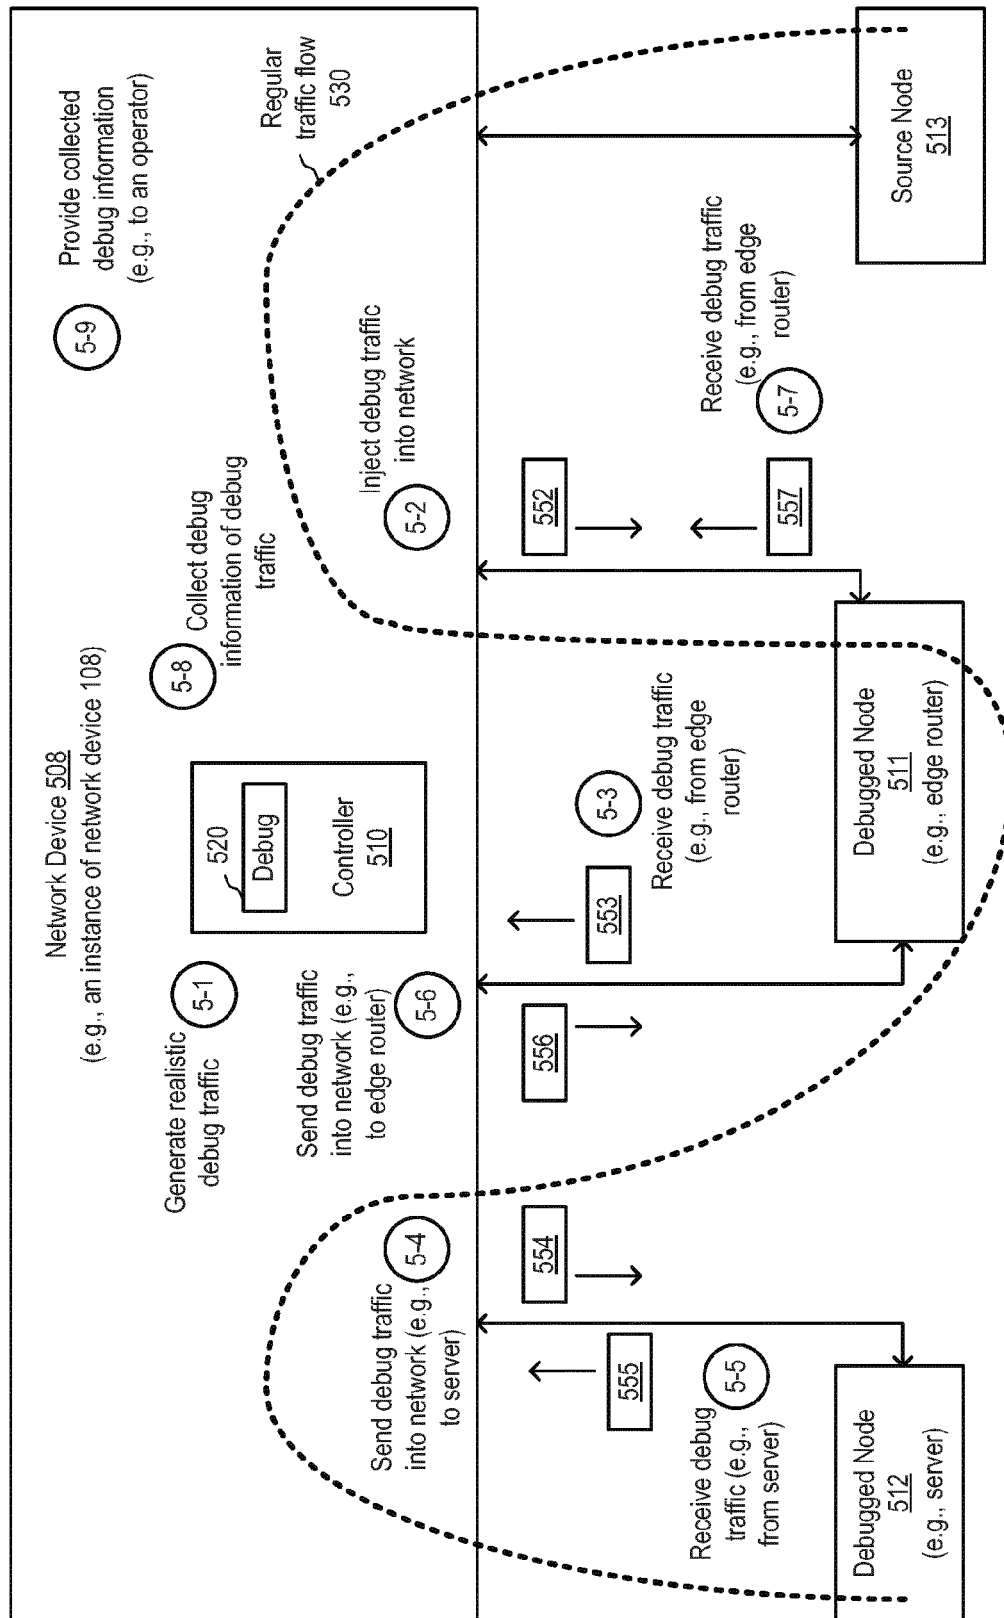 Network Device 508
(e.g., an instance of network device 108)
5-9
Provide collected
debug information
(e.g., to an operator)
5-1
Generate realistic
debug traffic
520
Debug
Controller
510
5-8
Collect debug
information of debug
traffic
Regular
traffic flow
530
5-4
Send debug traffic
into network (e.g.,
to server)
5-6
Send debug traffic
into network (e.g.,
to edge router)
5-2
Inject debug traffic
into network
555
554
556
553
552
557
5-5
Receive debug
traffic (e.g.,
from server)
5-3
Receive debug traffic
(e.g., from edge
router)
5-7
Receive debug traffic
(e.g., from edge
router)
Debugged Node
512
(e.g., server)
Debugged Node
511
(e.g., edge router)
Source Node
513